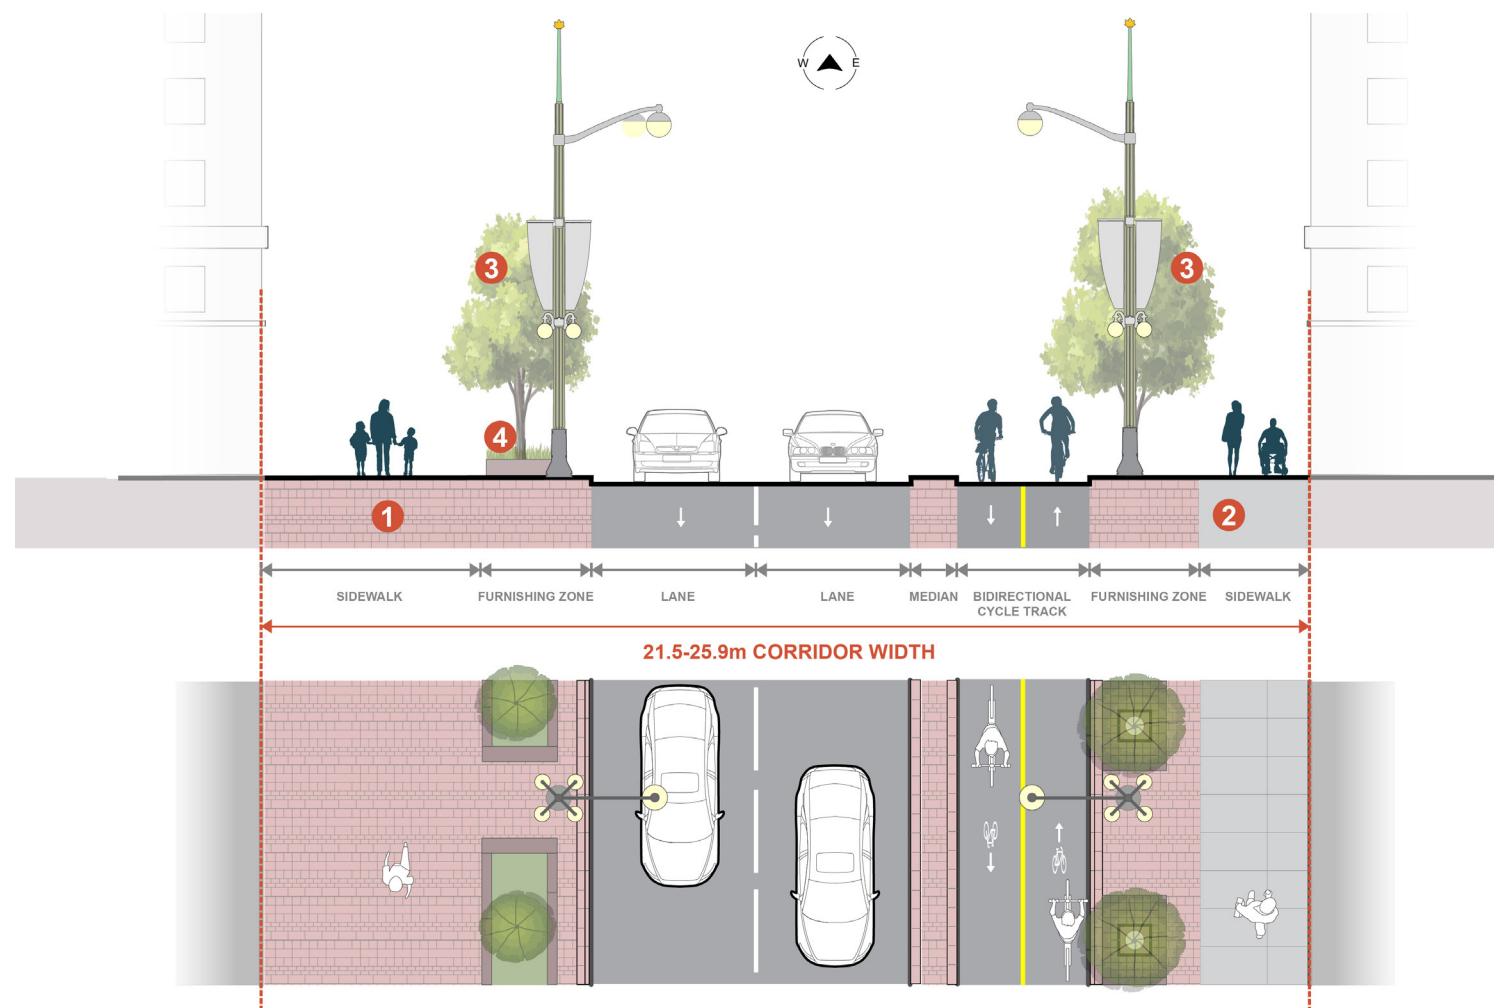 W E
3
3
4
1
2
SIDEWALK
FURNISHING ZONE
LANE
LANE
MEDIAN
BIDIRECTIONAL
CYCLE TRACK
FURNISHING ZONE
SIDEWALK
21.5-25.9m CORRIDOR WIDTH